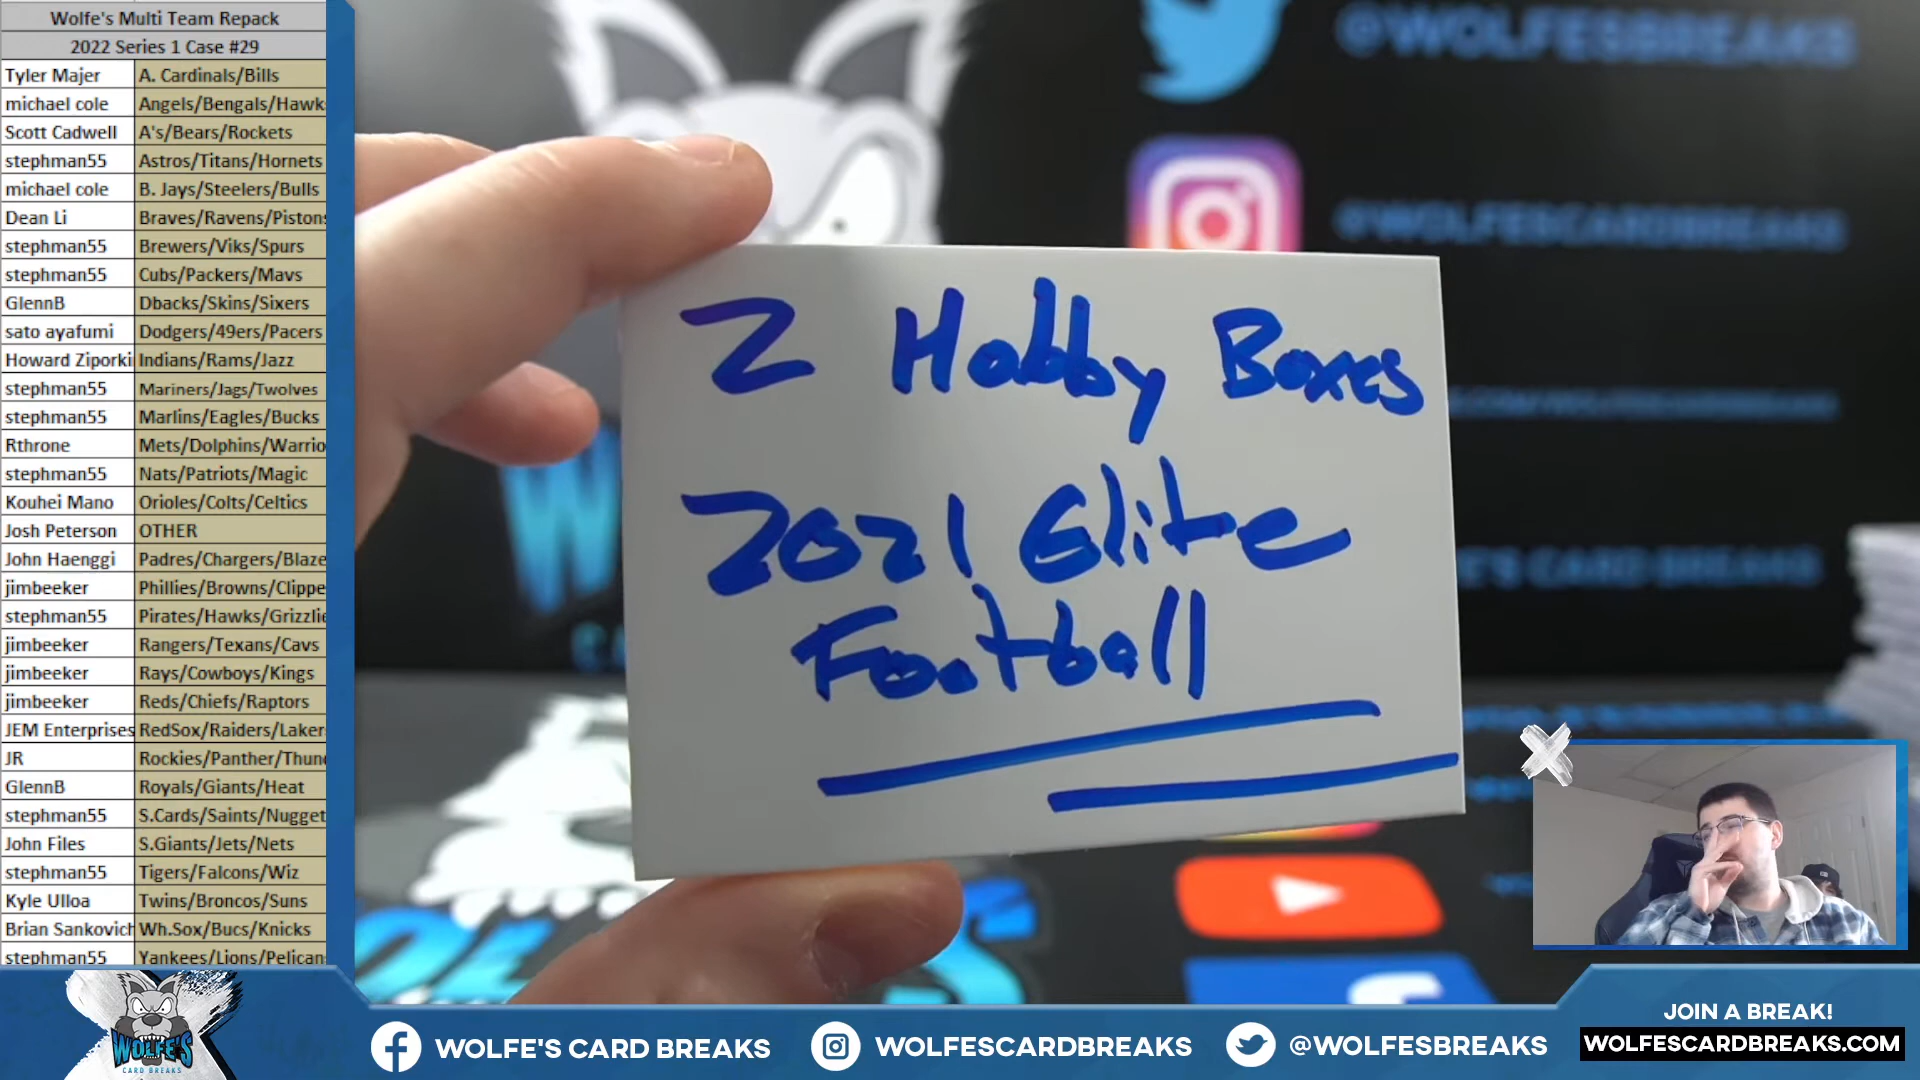 Wolfe's Multi Team Repack
2022 Series 1 Case #29
Tyler Majer A. Cardinals/Bills
michael cole Angels/Bengals/Hawk
Scott Cadwell A's/Bears/Rockets
stephman55 Astros/Titans/Hornets
michael cole B. Jays/Steelers/Bulls
Dean Li Braves/Ravens/Pistons
stephman55 Brewers/Viks/Spurs
stephman55 Cubs/Packers/Mavs
GlennB Dbacks/Skins/Sixers
sato ayafumi Dodgers/49ers/Pacers
Howard Ziporki Indians/Rams/Jazz
stephman55 Mariners/Jags/Twolves
stephman55 Marlins/Eagles/Bucks
Rthrone Mets/Dolphins/Warrio
stephman55 Nats/Patriots/Magic
Kouhei Mano Orioles/Colts/Celtics
Josh Peterson OTHER
John Haenggi Padres/Chargers/Blaze
jimbeeker Phillies/Browns/Clippe
stephman55 Pirates/Hawks/Grizzlie
jimbeeker Rangers/Texans/Cavs
jimbeeker Rays/Cowboys/Kings
jimbeeker Reds/Chiefs/Raptors
JEM Enterprises RedSox/Raiders/Laker
JR Rockies/Panther/Thun
GlennB Royals/Giants/Heat
stephman55 S.Cards/Saints/Nugget
John Files S.Giants/Jets/Nets
stephman55 Tigers/Falcons/Wiz
Kyle Ulloa Twins/Broncos/Suns
Brian Sankovich Wh.Sox/Bucs/Knicks
stephman55 Yankees/Lions/Pelican
@WOLFESBREAKS
@WOLFESCARDBREAKS
2 Hobby Boxes
2021 Elite
Football
WOLFE'S CARD BREAKS
WOLFE'S
CARD BREAKS
WOLFE'S CARD BREAKS
WOLFESCARDBREAKS
@WOLFESBREAKS
JOIN A BREAK!
WOLFESCARDBREAKS.COM